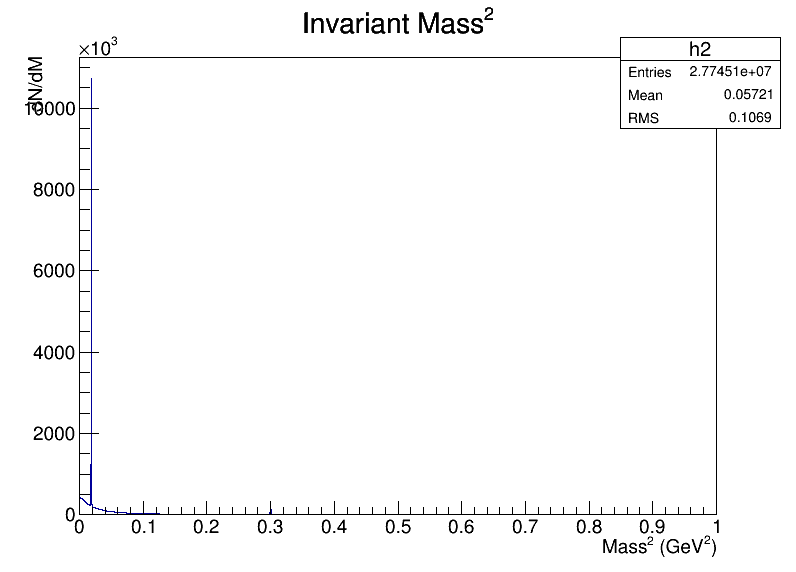 Invariant Mass²
×10³
dN/dM
h2
Entries 2.77451e+07
Mean 0.05721
RMS 0.1069
10000
8000
6000
4000
2000
0
0 0.1 0.2 0.3 0.4 0.5 0.6 0.7 0.8 0.9 1
Mass² (GeV²)